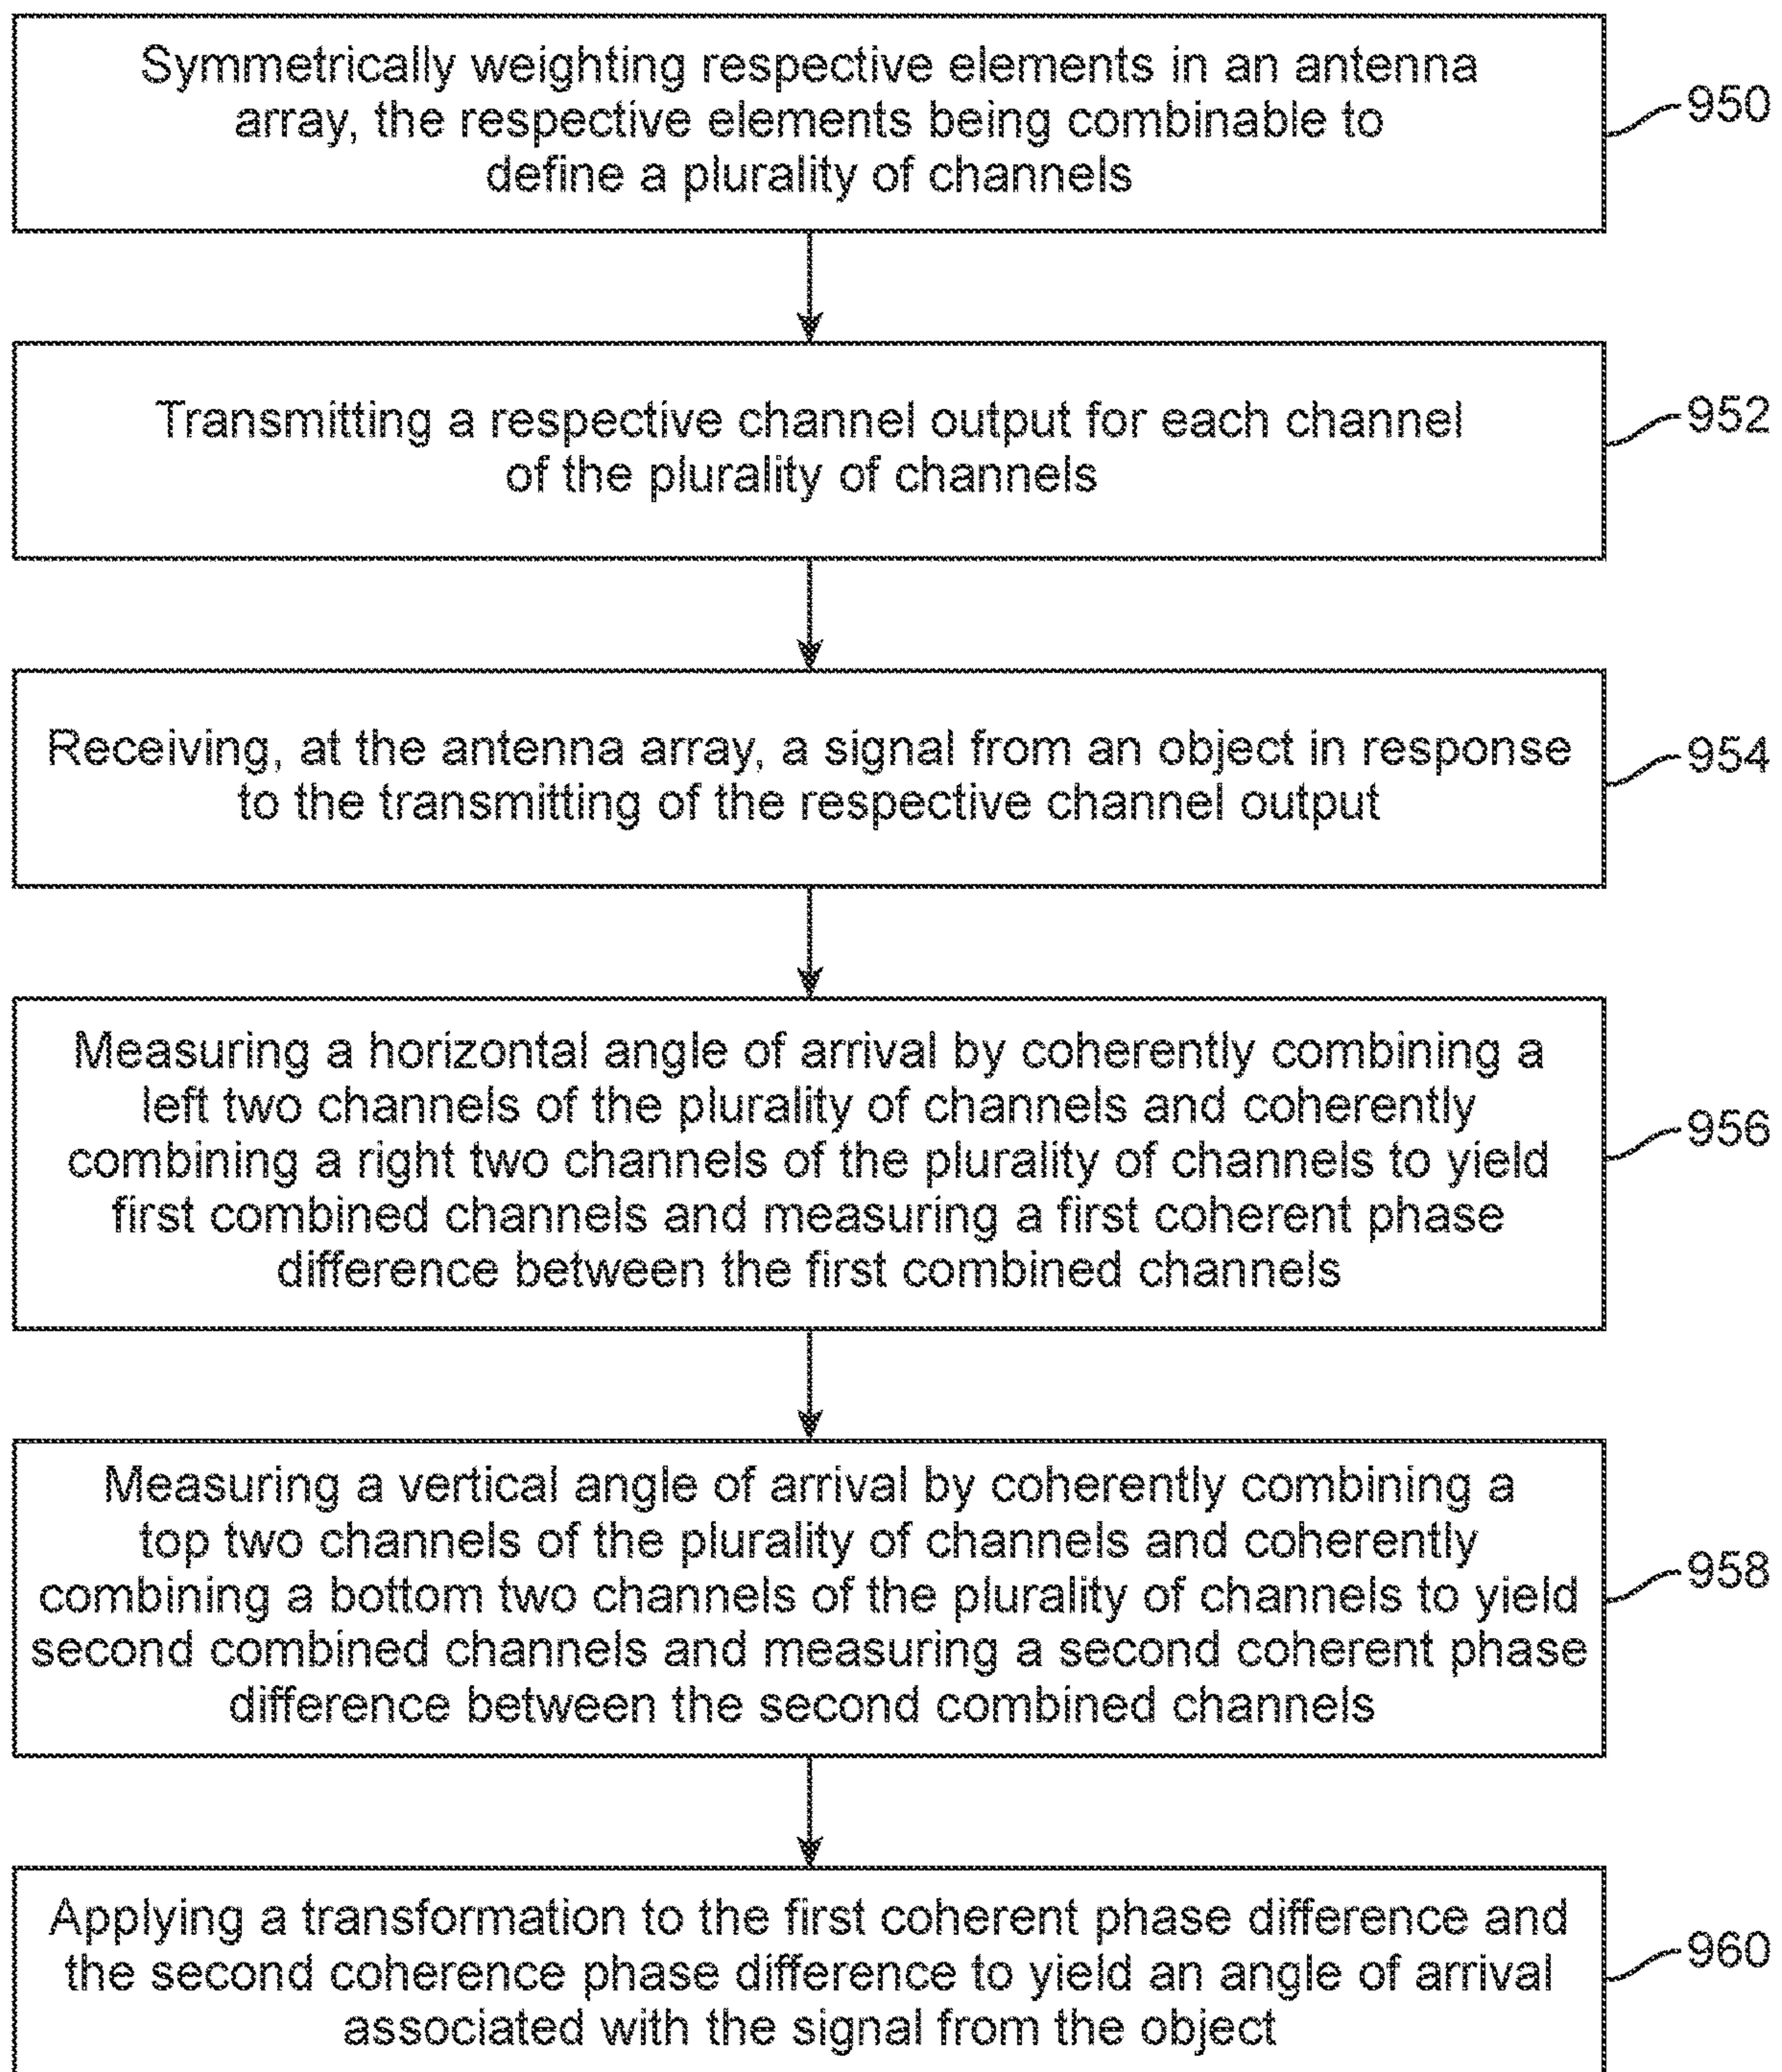 Symmetrically weighting respective elements in an antenna
array, the respective elements being combinable to
define a plurality of channels
950
Transmitting a respective channel output for each channel
of the plurality of channels
952
Receiving, at the antenna array, a signal from an object in response
to the transmitting of the respective channel output
954
Measuring a horizontal angle of arrival by coherently combining a
left two channels of the plurality of channels and coherently
combining a right two channels of the plurality of channels to yield
first combined channels and measuring a first coherent phase
difference between the first combined channels
956
Measuring a vertical angle of arrival by coherently combining a
top two channels of the plurality of channels and coherently
combining a bottom two channels of the plurality of channels to yield
second combined channels and measuring a second coherent phase
difference between the second combined channels
958
Applying a transformation to the first coherent phase difference and
the second coherence phase difference to yield an angle of arrival
associated with the signal from the object
960